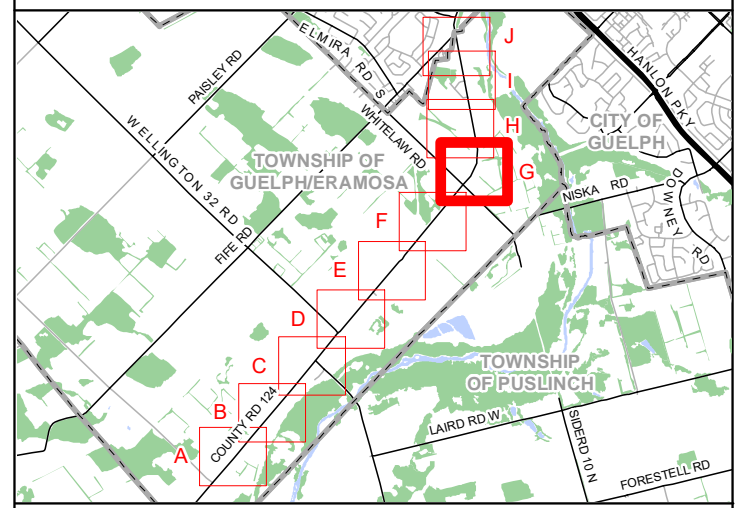 J
ELMIRA RD S
HANLON PKY
PAISLEY RD
I
WHITELAW RD
H
CITY OF
GUELPH
WELLINGTON 32 RD
TOWNSHIP OF
GUELPH/ERAMOSA
G
NISKA RD
DOWNEY RD
F
FIFE RD
E
D
C
TOWNSHIP
OF PUSLINCH
B
COUNTY RD 124
LAIRD RD W
SIDERD 10 N
A
FORESTELL RD